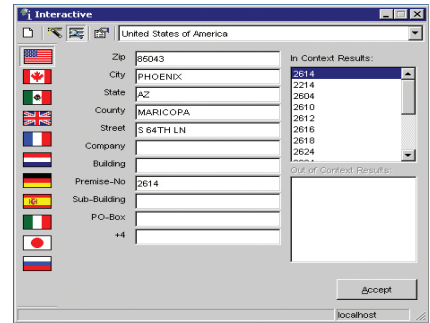 Interactive
United States of America
Zip 85043
City PHOENIX
State AZ
County MARICOPA
Street S 64TH LN
Company
Building
Premise-No 2614
Sub-Building
PO-Box
+4
In Context Results:
2614
2214
2604
2610
2612
2616
2618
2624
Out of Context Results:
Accept
localhost